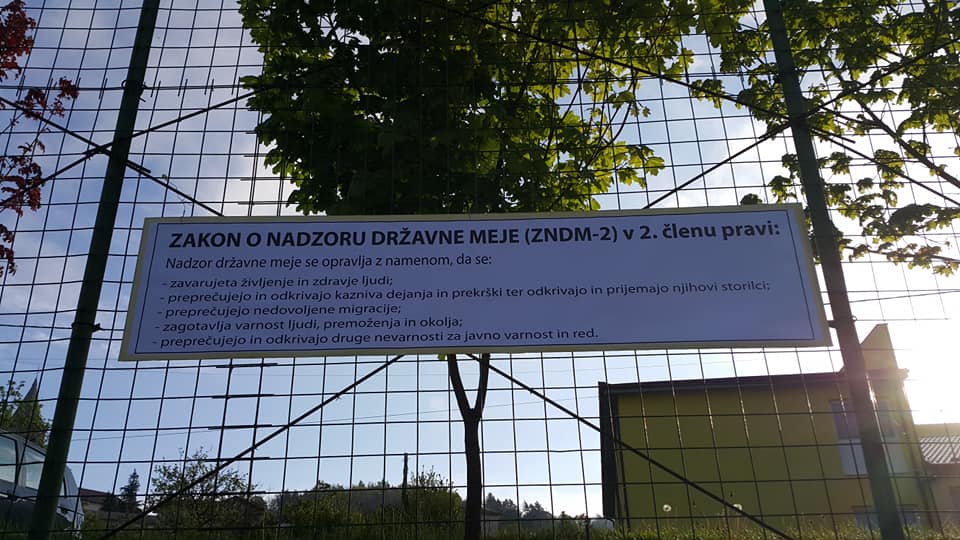 ZAKON O NADZORU DRŽAVNE MEJE (ZNDM-2) v 2. členu pravi:
Nadzor državne meje se opravlja z namenom, da se:
- zavarujeta življenje in zdravje ljudi;
- preprečujejo in odkrivajo kazniva dejanja in prekrški ter odkrivajo in prijemajo njihovi storilci;
- preprečujejo nedovoljene migracije;
- zagotavlja varnost ljudi, premoženja in okolja;
- preprečujejo in odkrivajo druge nevarnosti za javno varnost in red.